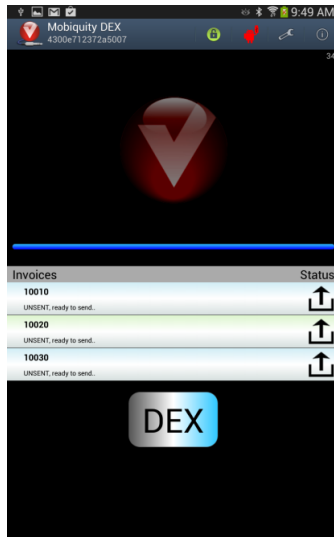 9:49 AM
Mobiquity DEX
4300e712372a5007
34
Invoices Status
10010
UNSENT, ready to send..
10020
UNSENT, ready to send..
10030
UNSENT, ready to send..
DEX